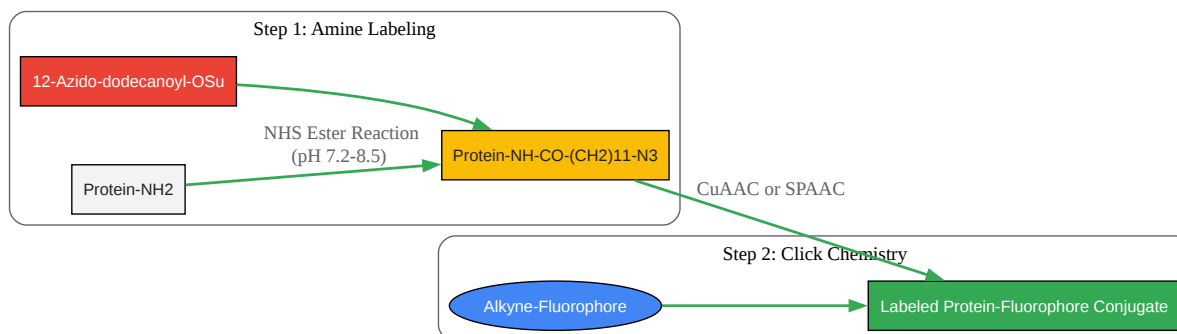 Step 1: Amine Labeling
12-Azido-dodecanoyl-OSu
NHS Ester Reaction
(pH 7.2-8.5)
Protein-NH-CO-(CH2)11-N3
Protein-NH2
CuAAC or SPAAC
Step 2: Click Chemistry
Alkyne-Fluorophore
Labeled Protein-Fluorophore Conjugate